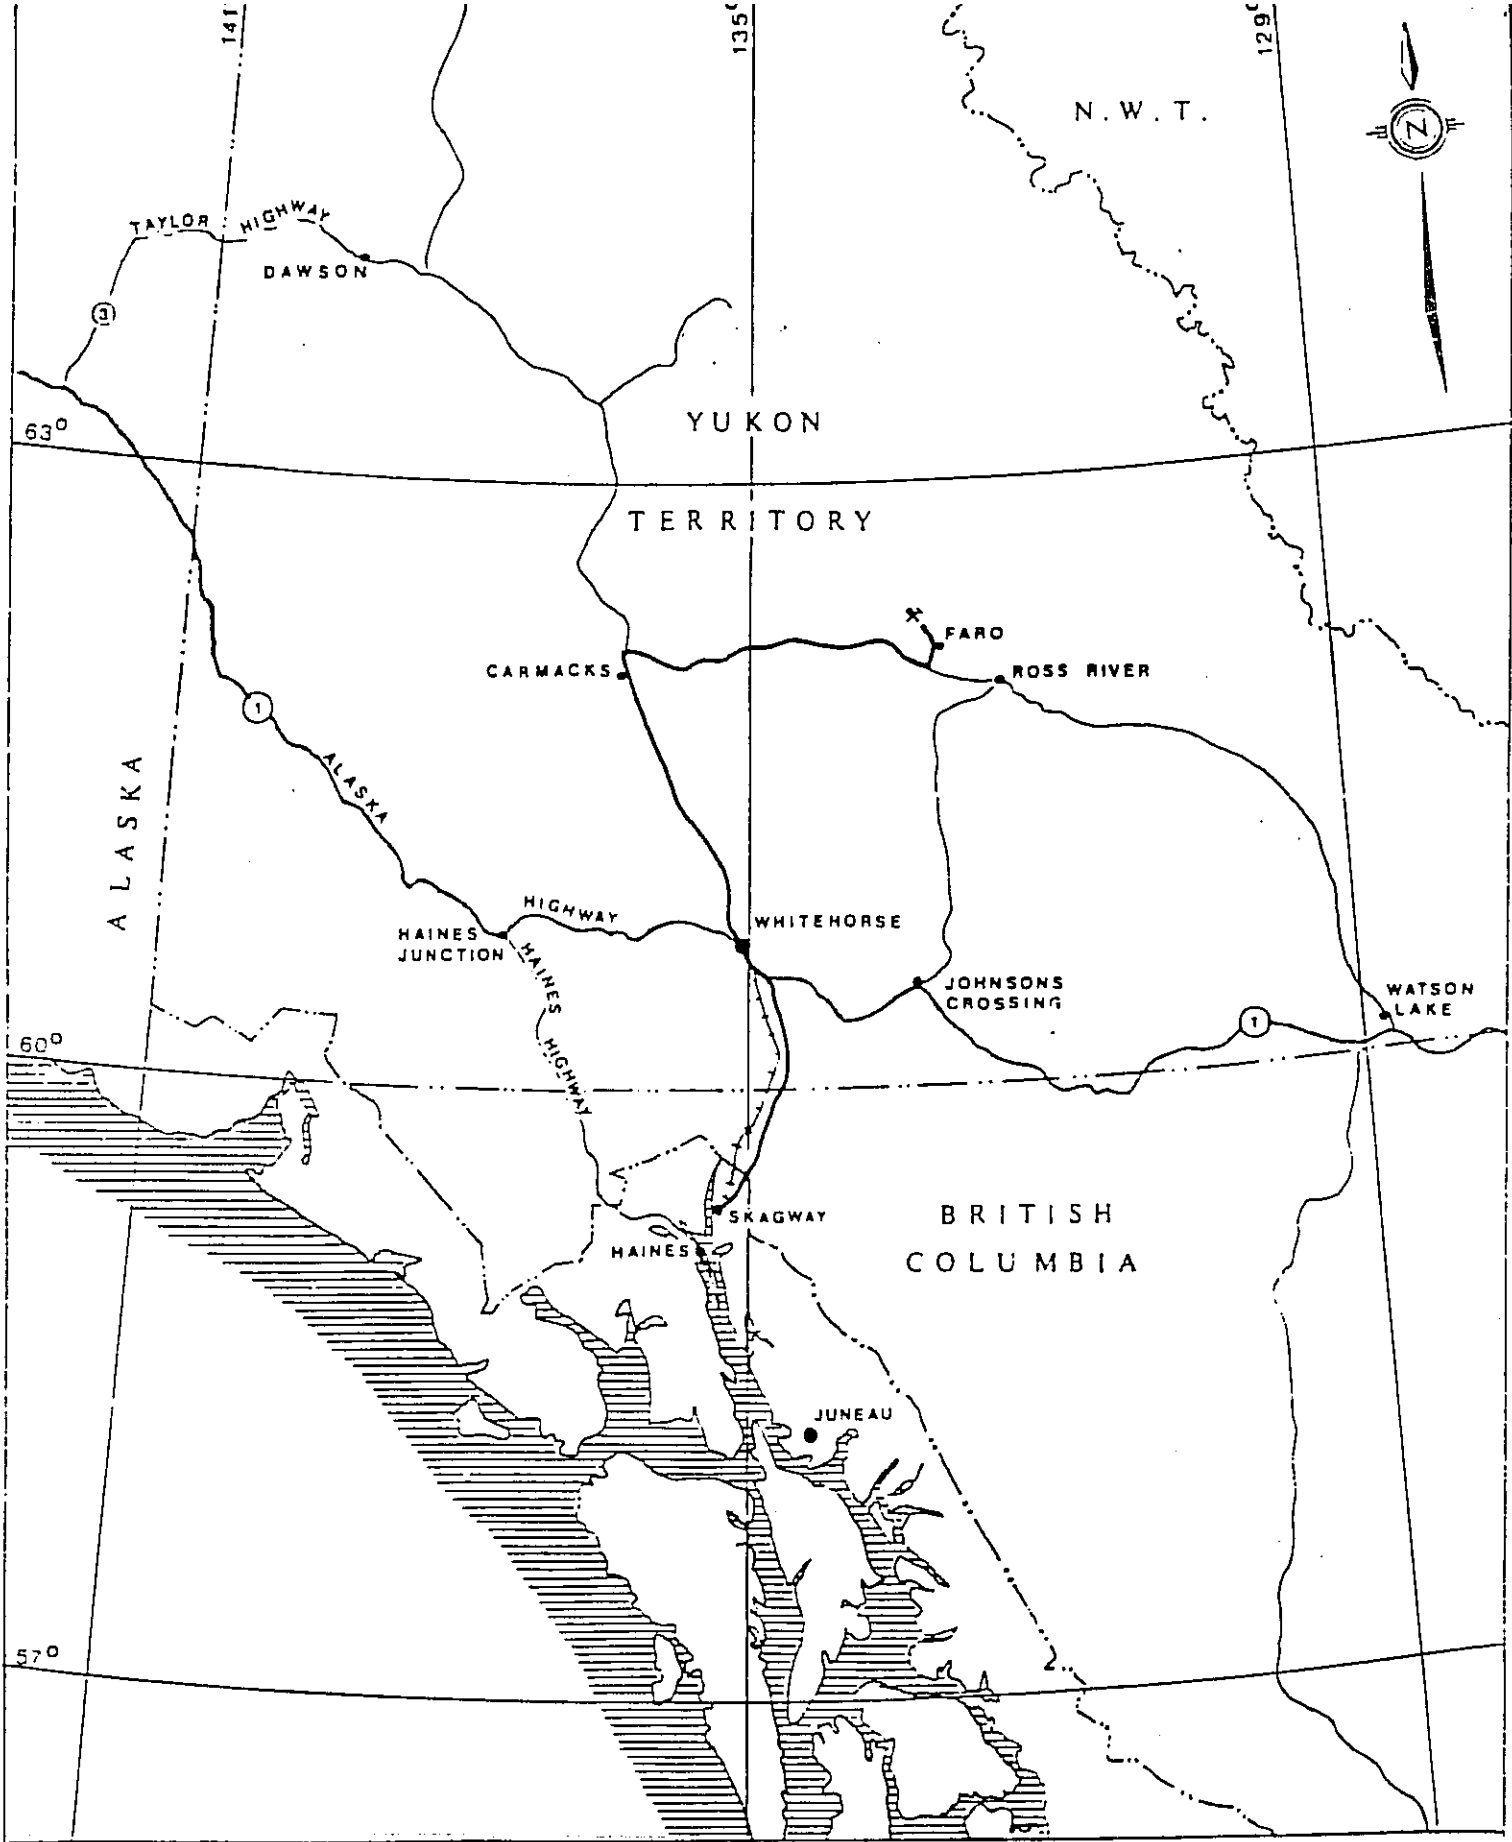 141
135°
129°
N.W.T.
N
TAYLOR HIGHWAY
DAWSON
3
63°
YUKON
TERRITORY
FARO
CARMACKS
ROSS RIVER
1
ALASKA
ALASKA
HIGHWAY
WHITEHORSE
HAINES
JUNCTION
HAINES
HIGHWAY
JOHNSONS
CROSSING
WATSON
LAKE
1
60°
SKAGWAY
BRITISH
COLUMBIA
HAINES
JUNEAU
57°